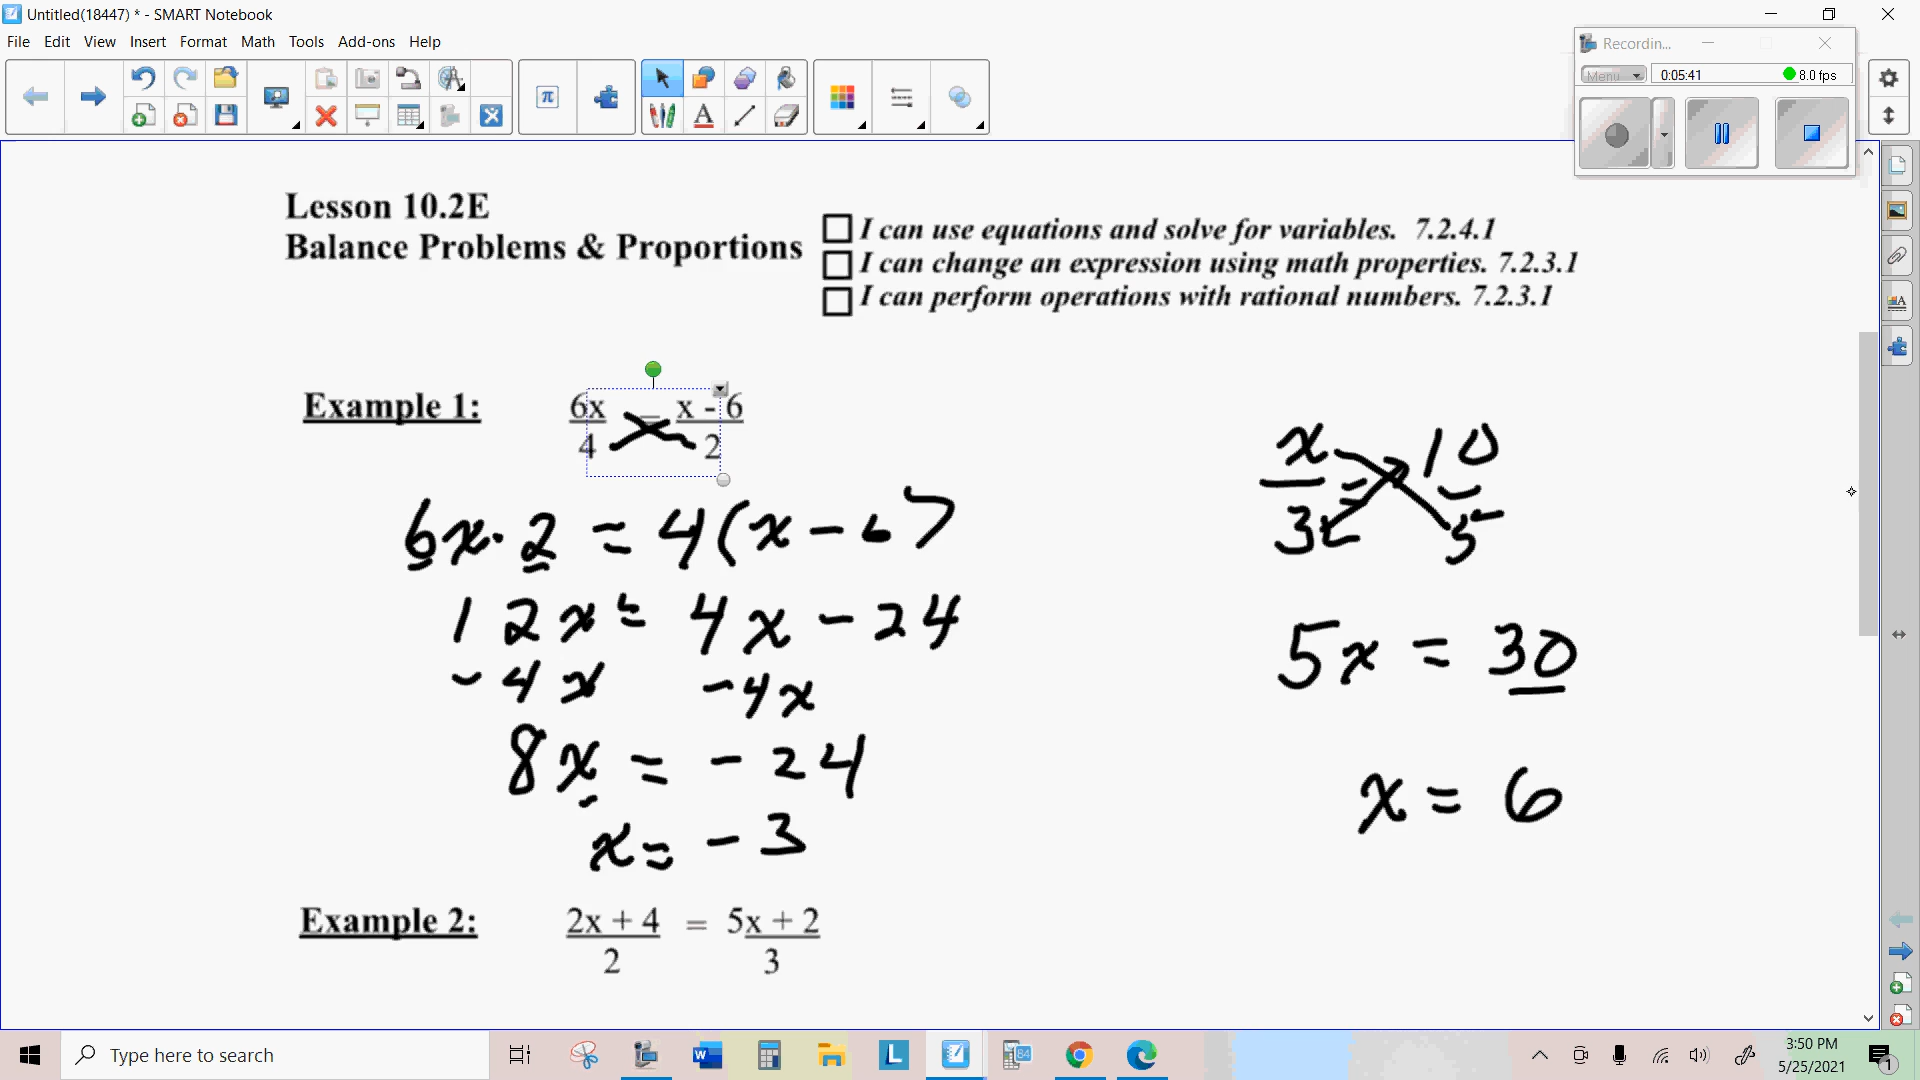 Untitled(18447) * - SMART Notebook
File Edit View Insert Format Math Tools Add-ons Help
Recordin...
Menu 0:05:41 8.0 fps
Lesson 10.2E
Balance Problems & Proportions
I can use equations and solve for variables. 7.2.4.1
I can change an expression using math properties. 7.2.3.1
I can perform operations with rational numbers. 7.2.3.1
Example 1:
6x = x - 6
4 2
6x · 2 = 4(x - 6)
12x = 4x - 24
- 4x - 4x
8x = - 24
x = - 3
x = 10
3 5
5x = 30
x = 6
Example 2:
2x + 4 = 5x + 2
2 3
Type here to search
3:50 PM
5/25/2021
1